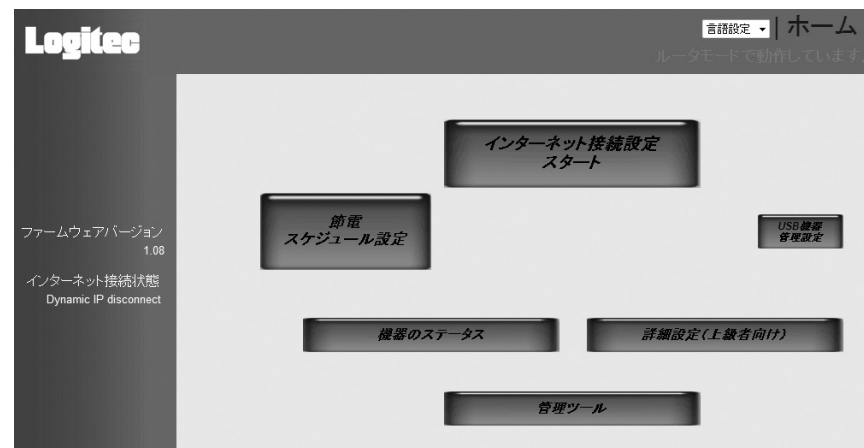 Logitec
言語設定 | ホーム
ルータモードで動作しています。
インターネット接続設定
スタート
節電
スケジュール設定
USB機器
管理設定
ファームウェアバージョン
1.08
インターネット接続状態
Dynamic IP disconnect
機器のステータス
詳細設定(上級者向け)
管理ツール